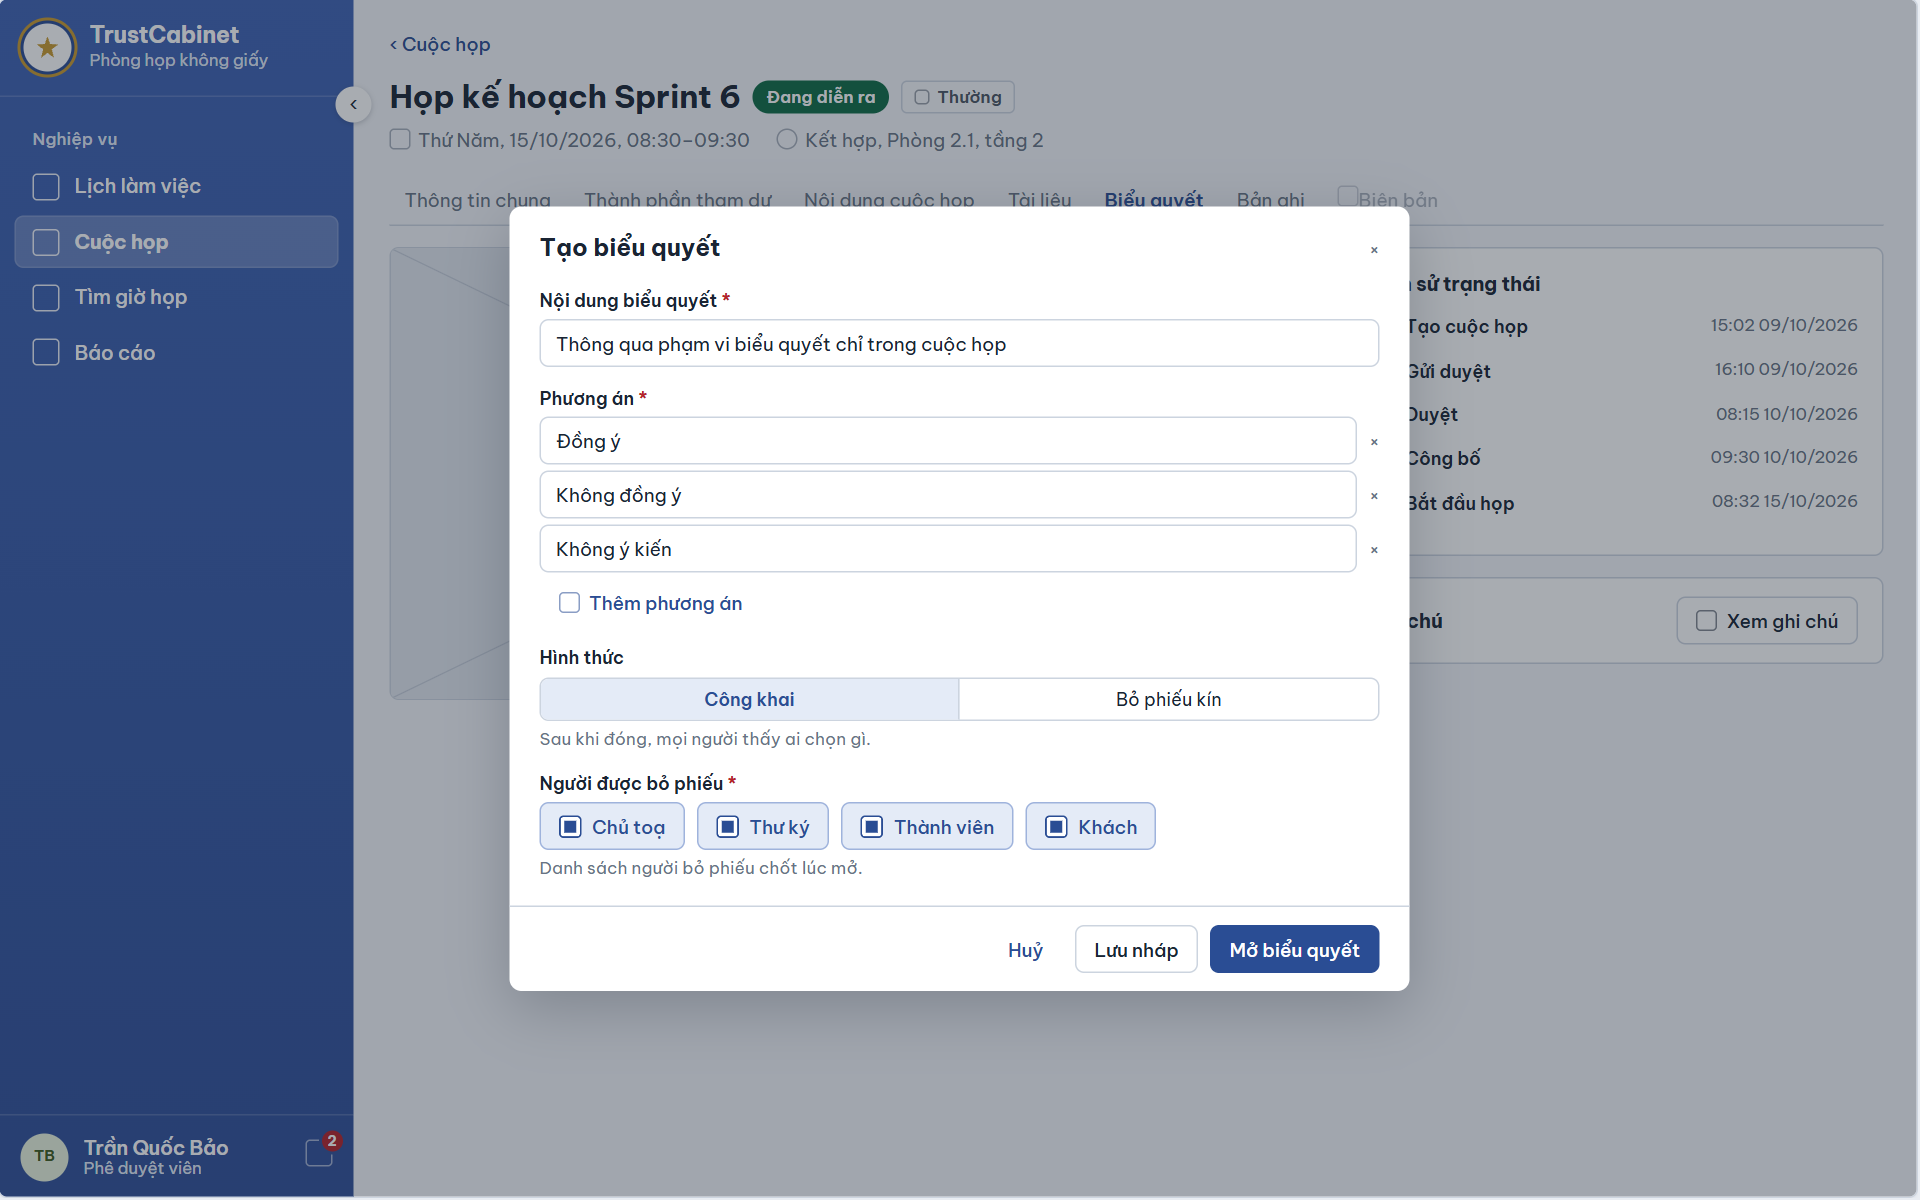 TrustCabinet
Phòng họp không giấy
Nghiệp vụ
Lịch làm việc
Cuộc họp
Tìm giờ họp
Báo cáo
TB
Trần Quốc Bảo
Phê duyệt viên
2
‹ Cuộc họp
Họp kế hoạch Sprint 6
Đang diễn ra
Thường
Thứ Năm, 15/10/2026, 08:30–09:30
Kết hợp, Phòng 2.1, tầng 2
Thông tin chung
Thành phần tham dự
Nội dung cuộc họp
Tài liệu
Biểu quyết
Bản ghi
Biên bản
Tạo biểu quyết
×
Nội dung biểu quyết *
Thông qua phạm vi biểu quyết chỉ trong cuộc họp
Phương án *
Đồng ý
×
Không đồng ý
×
Không ý kiến
×
Thêm phương án
Hình thức
Công khai
Bỏ phiếu kín
Sau khi đóng, mọi người thấy ai chọn gì.
Người được bỏ phiếu *
Chủ toạ
Thư ký
Thành viên
Khách
Danh sách người bỏ phiếu chốt lúc mở.
Huỷ
Lưu nháp
Mở biểu quyết
sử trạng thái
Tạo cuộc họp
15:02 09/10/2026
Gửi duyệt
16:10 09/10/2026
Duyệt
08:15 10/10/2026
Công bố
09:30 10/10/2026
Bắt đầu họp
08:32 15/10/2026
chú
Xem ghi chú